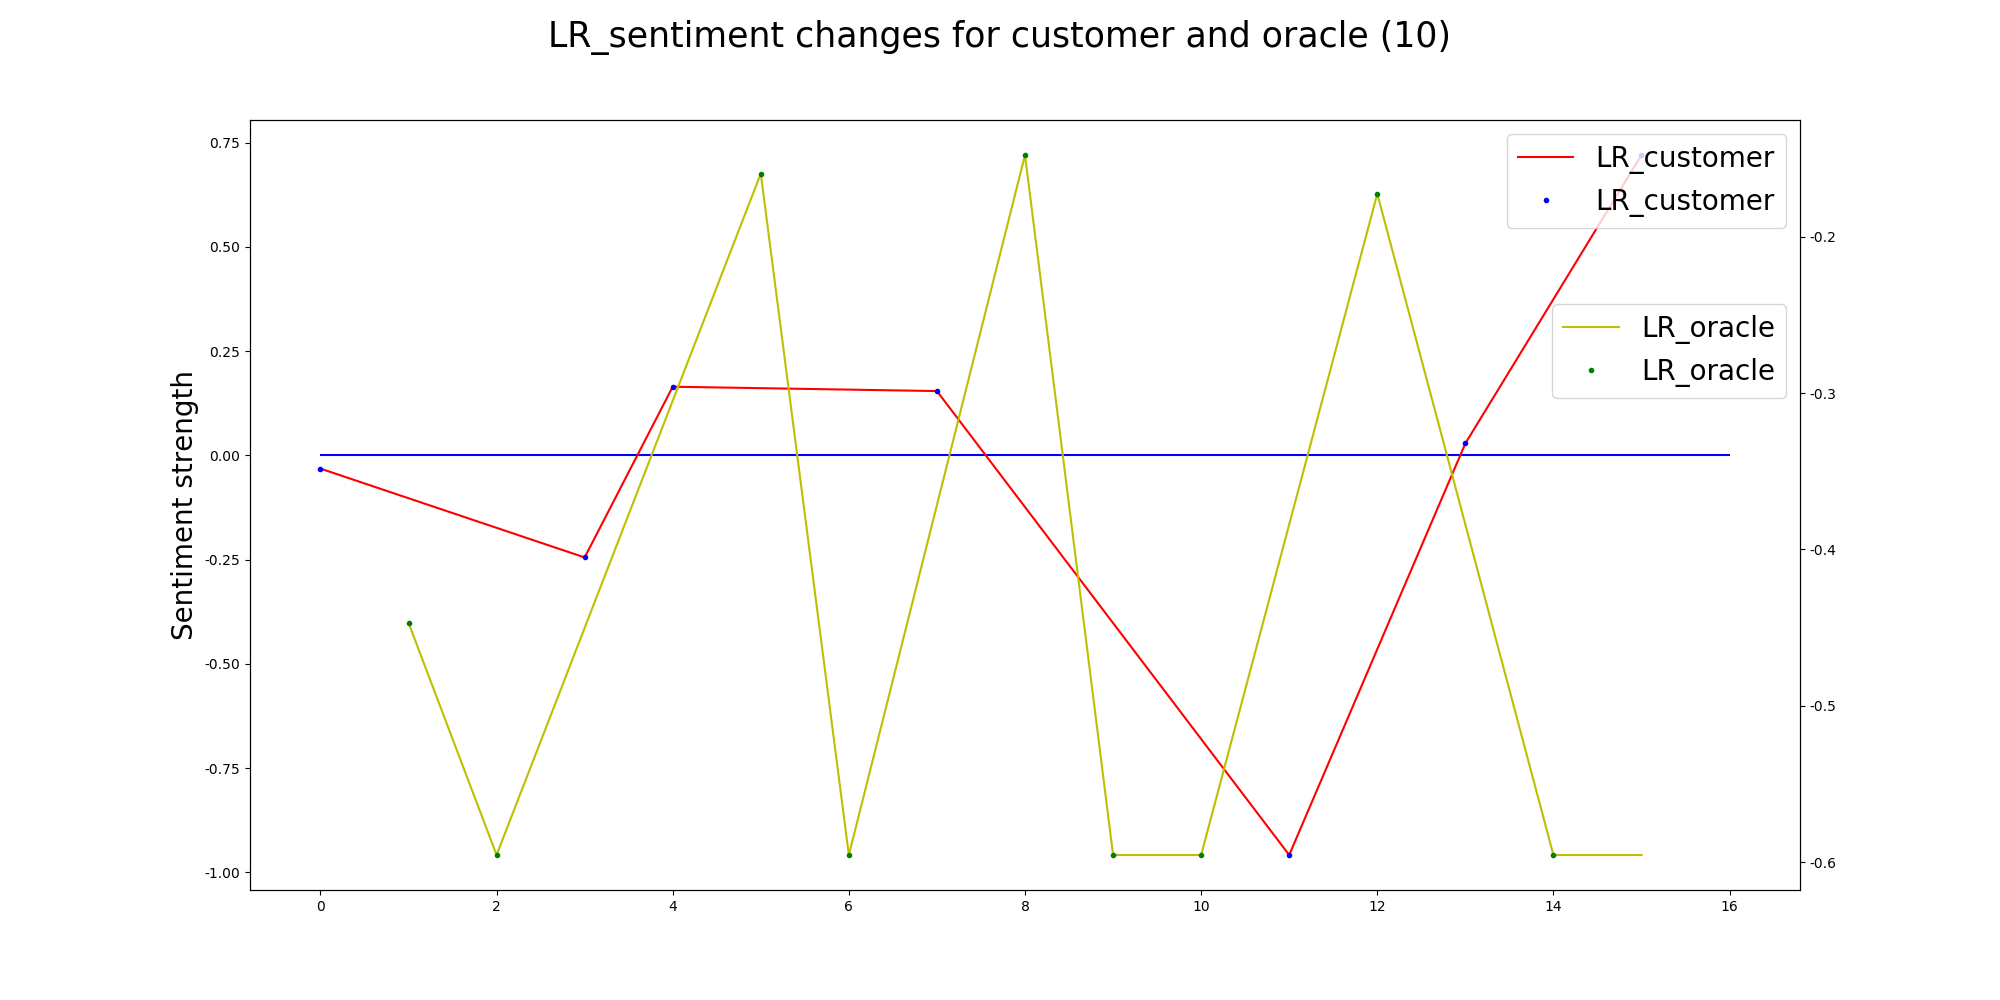 LR_sentiment changes for customer and oracle (10)
Sentiment strength
0.75
0.50
0.25
0.00
-0.25
-0.50
-0.75
-1.00
LR_customer
LR_customer
LR_oracle
LR_oracle
-0.2
-0.3
-0.4
-0.5
-0.6
0 2 4 6 8 10 12 14 16